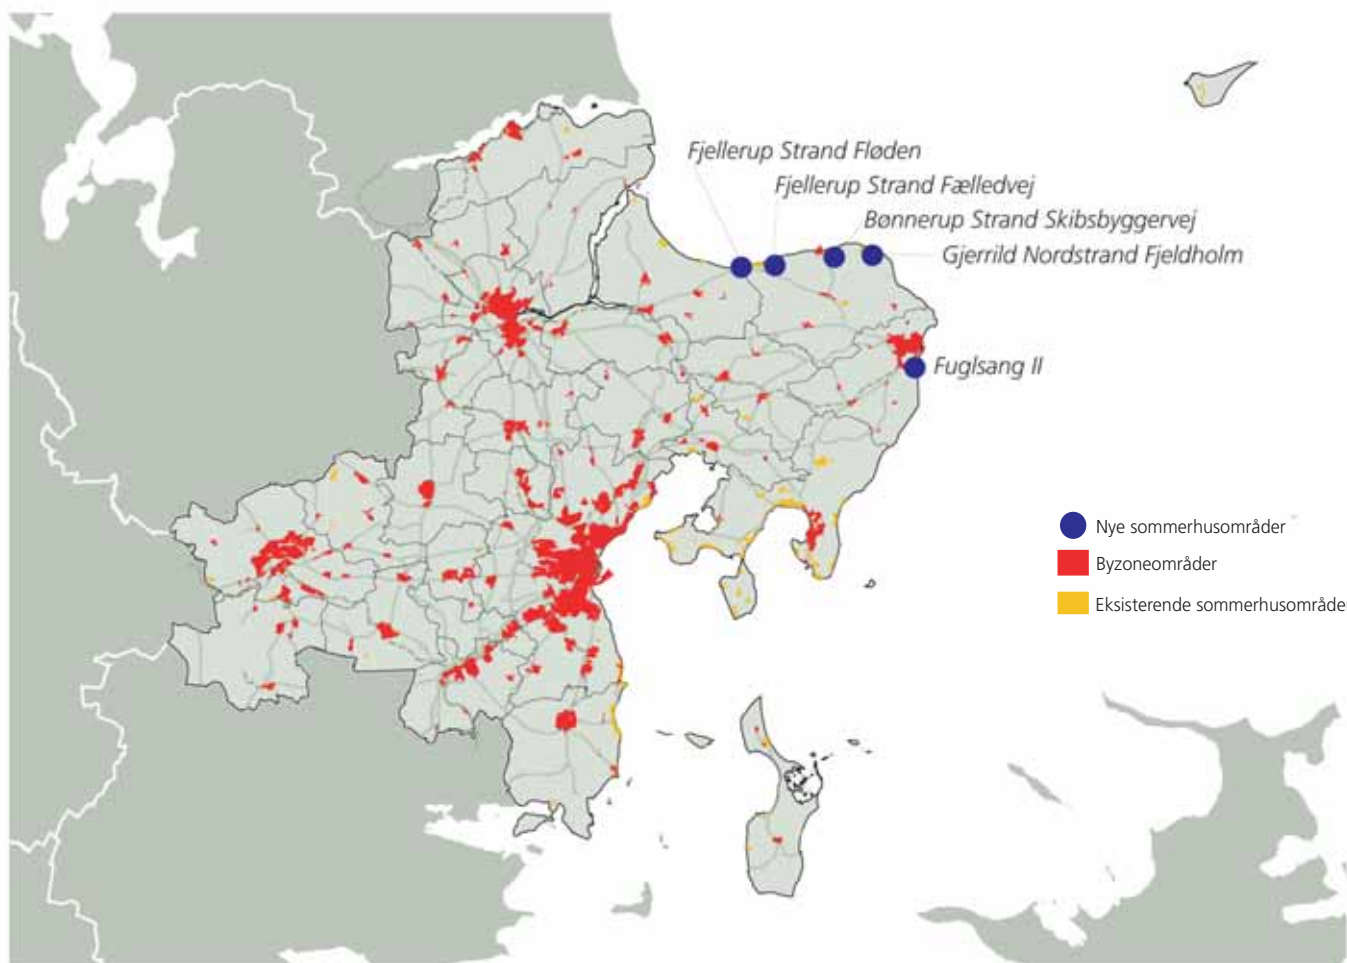 Fjellerup Strand Fløden
Fjellerup Strand Fælledvej
Bønnerup Strand Skibsbyggervej
Gjerrild Nordstrand Fjeldholm
Fuglsang II
Nye sommerhusområder
Byzoneområder
Eksisterende sommerhusområde